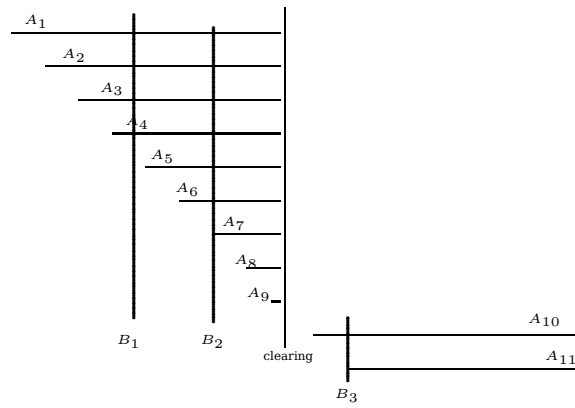 A₁
A₂
A₃
A₄
A₅
A₆
A₇
A₈
A₉
A₁₀
B₁ B₂
clearing
A₁₁
B₃